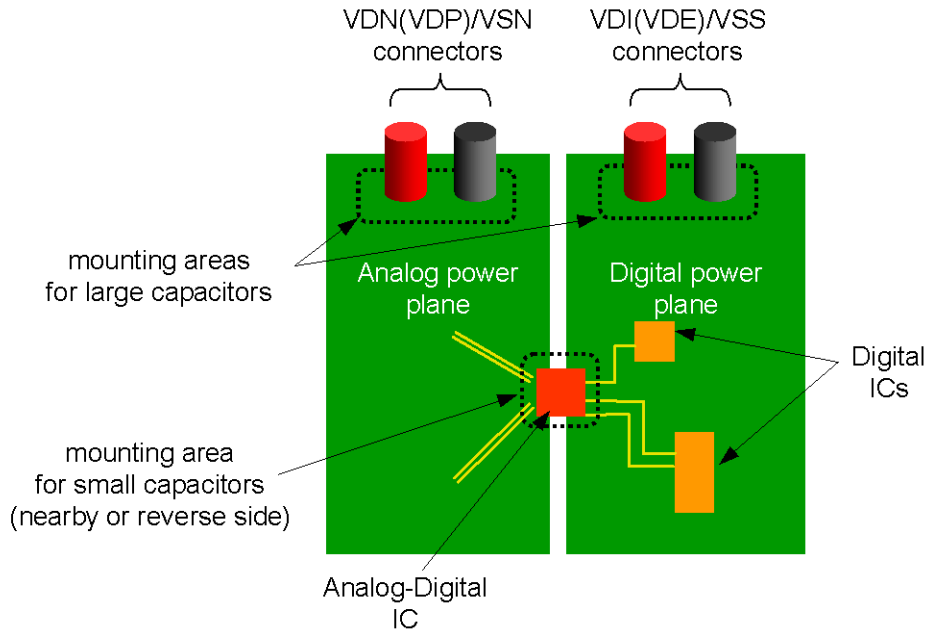 VDN(VDP)/VSN
connectors
VDI(VDE)/VSS
connectors
mounting areas
for large capacitors
Analog power
plane
Digital power
plane
Digital
ICs
mounting area
for small capacitors
(nearby or reverse side)
Analog-Digital
IC